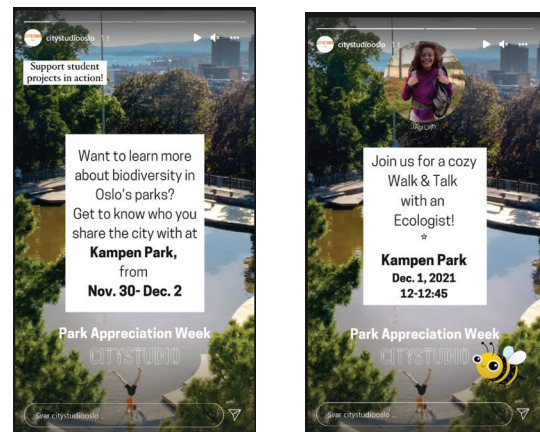 citystudiooslo 1 t
Support student
projects in action!
Want to learn more
about biodiversity in
Oslo's parks?
Get to know who you
share the city with at
Kampen Park,
from
Nov. 30- Dec. 2
Park Appreciation Week
CITYSTUDIO
Svar citystudiooslo ...
citystudiooslo 1 t
Join us for a cozy
Walk & Talk
with an
Ecologist!
*
Kampen Park
Dec. 1, 2021
12-12:45
Park Appreciation Week
CITYSTUDIO
Svar citystudiooslo ...